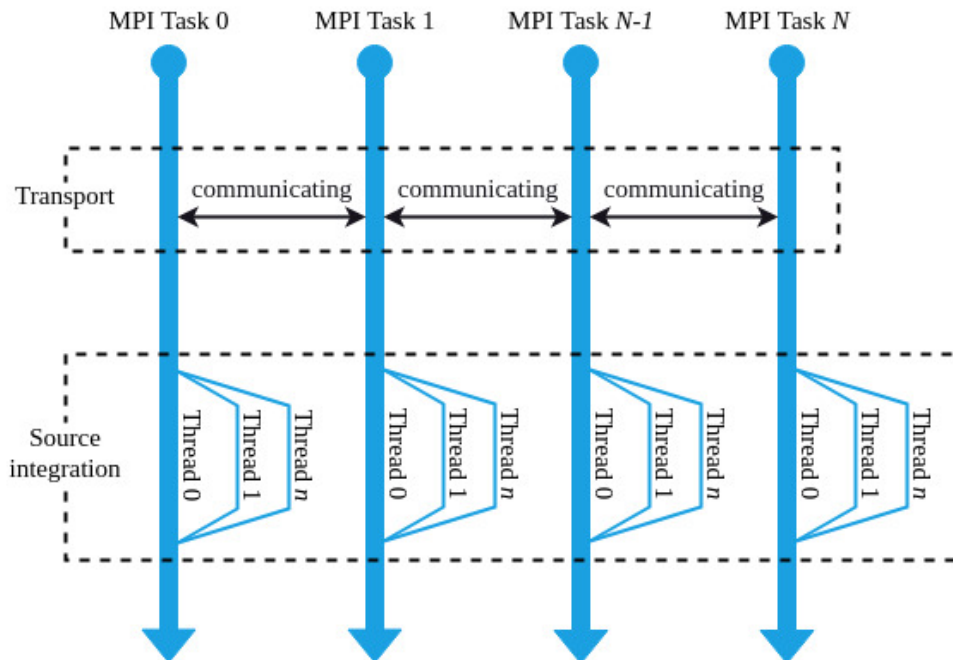 MPI Task 0 MPI Task 1 MPI Task N-1 MPI Task N
Transport
communicating communicating communicating
Source
integration
Thread 0 Thread 1 Thread n
Thread 0 Thread 1 Thread n
Thread 0 Thread 1 Thread n
Thread 0 Thread 1 Thread n